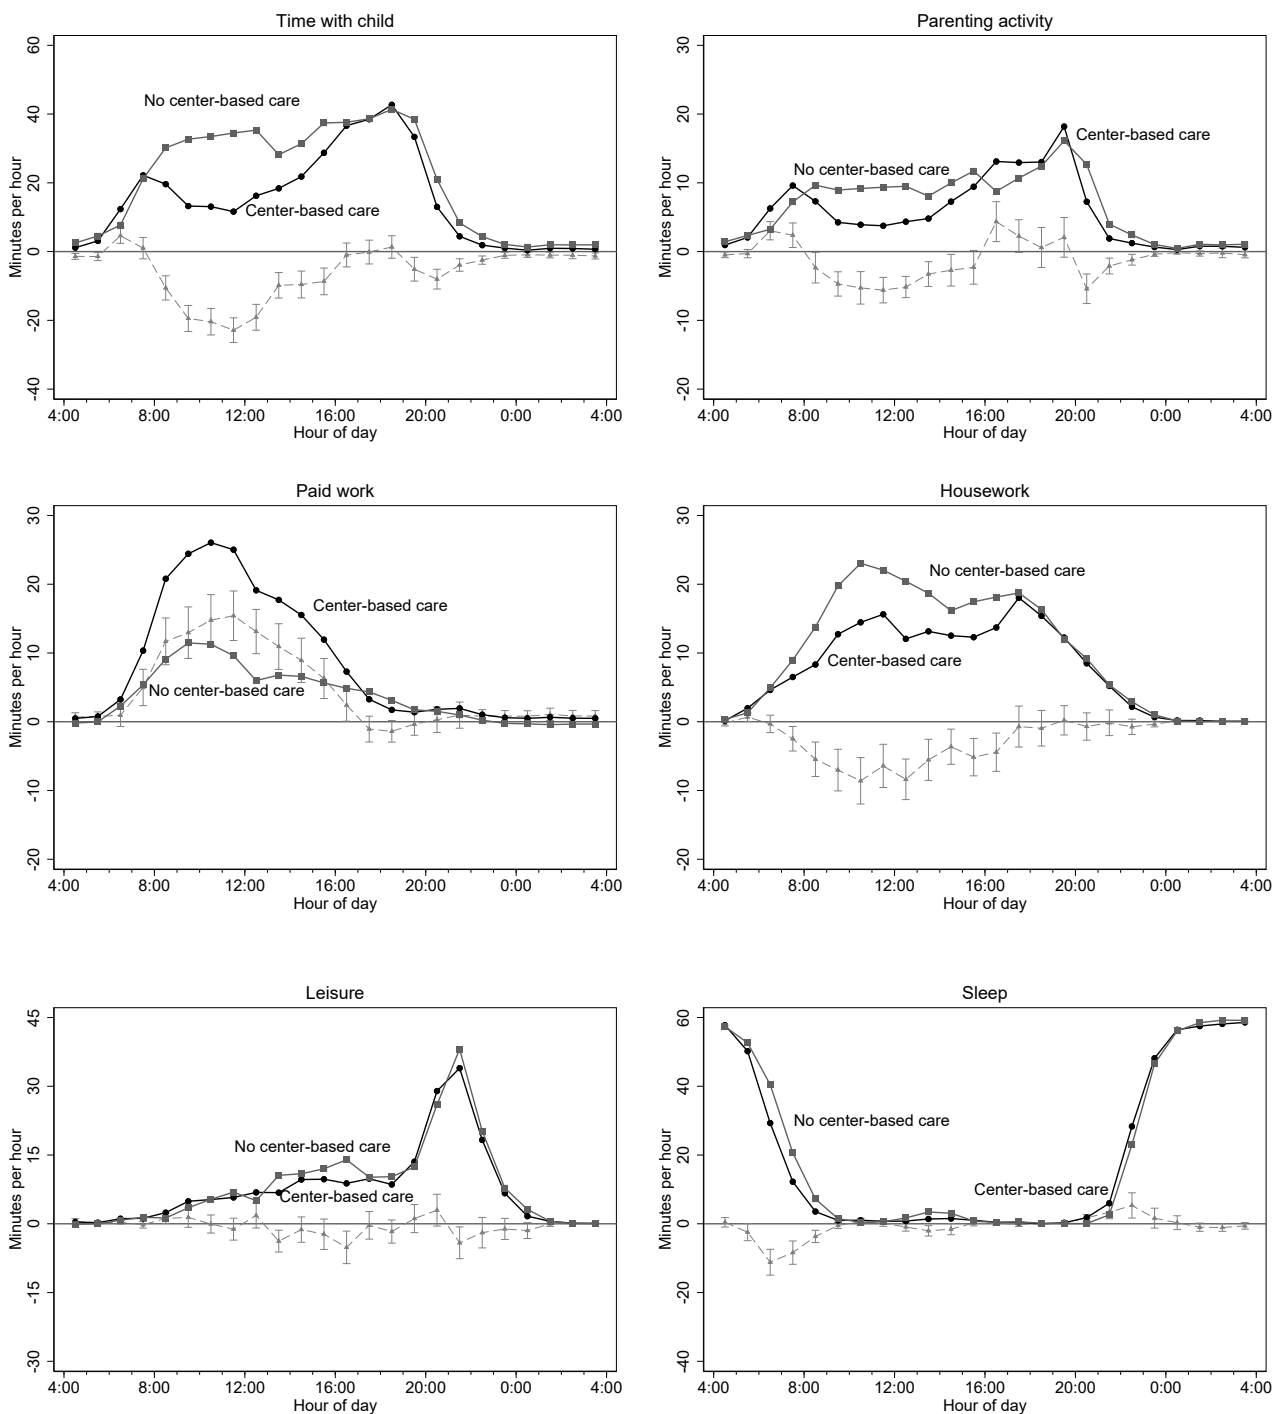 Time with child
Minutes per hour
60
40
20
0
20
40
No center-based care
Center-based care
4:00 8:00 12:00 16:00 20:00 0:00 4:00
Hour of day
Parenting activity
Minutes per hour
30
20
10
0
-10
-20
No center-based care
Center-based care
4:00 8:00 12:00 16:00 20:00 0:00 4:00
Hour of day
Paid work
Minutes per hour
30
20
10
0
-10
-20
Center-based care
No center-based care
4:00 8:00 12:00 16:00 20:00 0:00 4:00
Hour of day
Housework
Minutes per hour
30
20
10
0
-10
-20
No center-based care
Center-based care
4:00 8:00 12:00 16:00 20:00 0:00 4:00
Hour of day
Leisure
Minutes per hour
45
30
15
0
-15
-30
No center-based care
Center-based care
4:00 8:00 12:00 16:00 20:00 0:00 4:00
Hour of day
Sleep
Minutes per hour
60
40
20
0
-20
-40
No center-based care
Center-based care
4:00 8:00 12:00 16:00 20:00 0:00 4:00
Hour of day